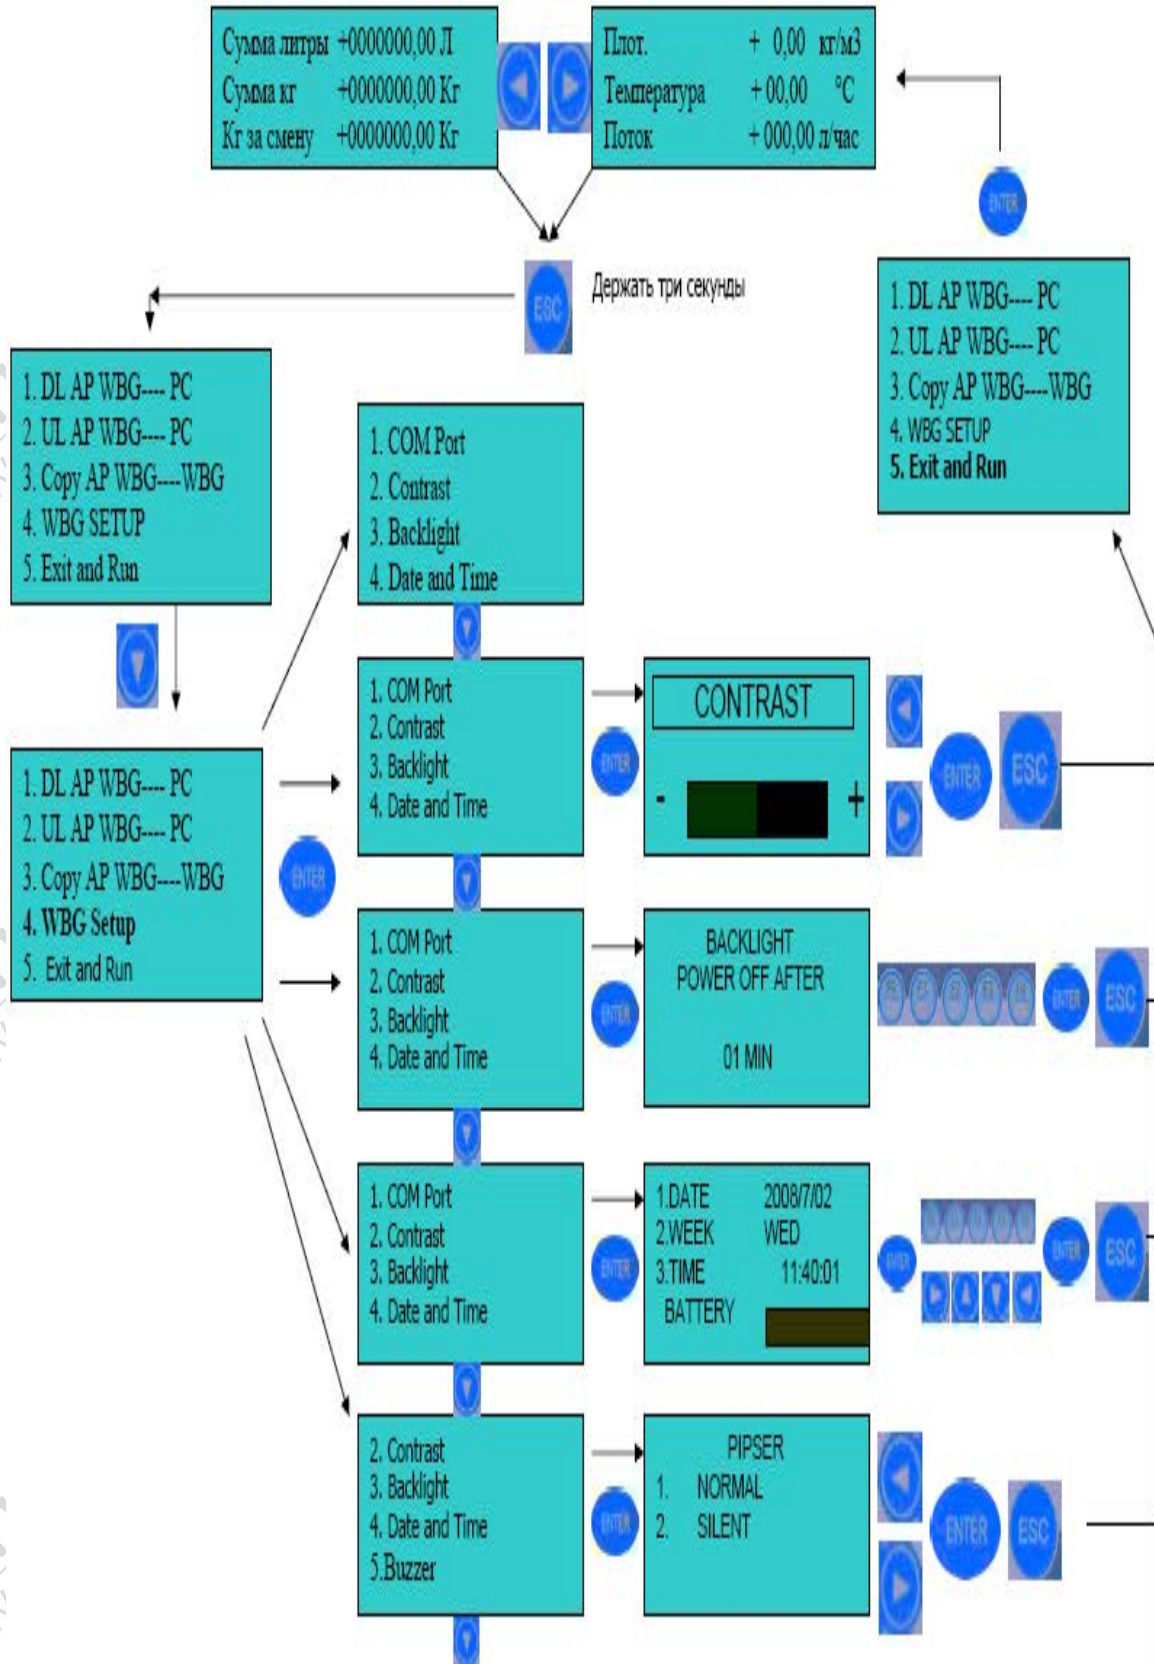 Сумма литры +0000000,00 Л
Сумма кг +0000000,00 Кг
Кг за смену +0000000,00 Кг
Плот. + 0,00 кг/м3
Температура + 00,00 °C
Поток + 000,00 л/час
ENTER
ESC
Держать три секунды
1. DL AP WBG---- PC
2. UL AP WBG---- PC
3. Copy AP WBG----WBG
4. WBG SETUP
5. Exit and Run
1. DL AP WBG---- PC
2. UL AP WBG---- PC
3. Copy AP WBG----WBG
4. WBG SETUP
5. Exit and Run
1. COM Port
2. Contrast
3. Backlight
4. Date and Time
1. COM Port
2. Contrast
3. Backlight
4. Date and Time
ENTER
CONTRAST
- +
ENTER
ESC
1. DL AP WBG---- PC
2. UL AP WBG---- PC
3. Copy AP WBG----WBG
4. WBG Setup
5. Exit and Run
ENTER
1. COM Port
2. Contrast
3. Backlight
4. Date and Time
ENTER
BACKLIGHT
POWER OFF AFTER
01 MIN
ENTER
ESC
1. COM Port
2. Contrast
3. Backlight
4. Date and Time
ENTER
1.DATE 2008/7/02
2.WEEK WED
3.TIME 11:40:01
BATTERY
ENTER
ENTER
ESC
2. Contrast
3. Backlight
4. Date and Time
5.Buzzer
ENTER
PIPSER
1. NORMAL
2. SILENT
ENTER
ESC